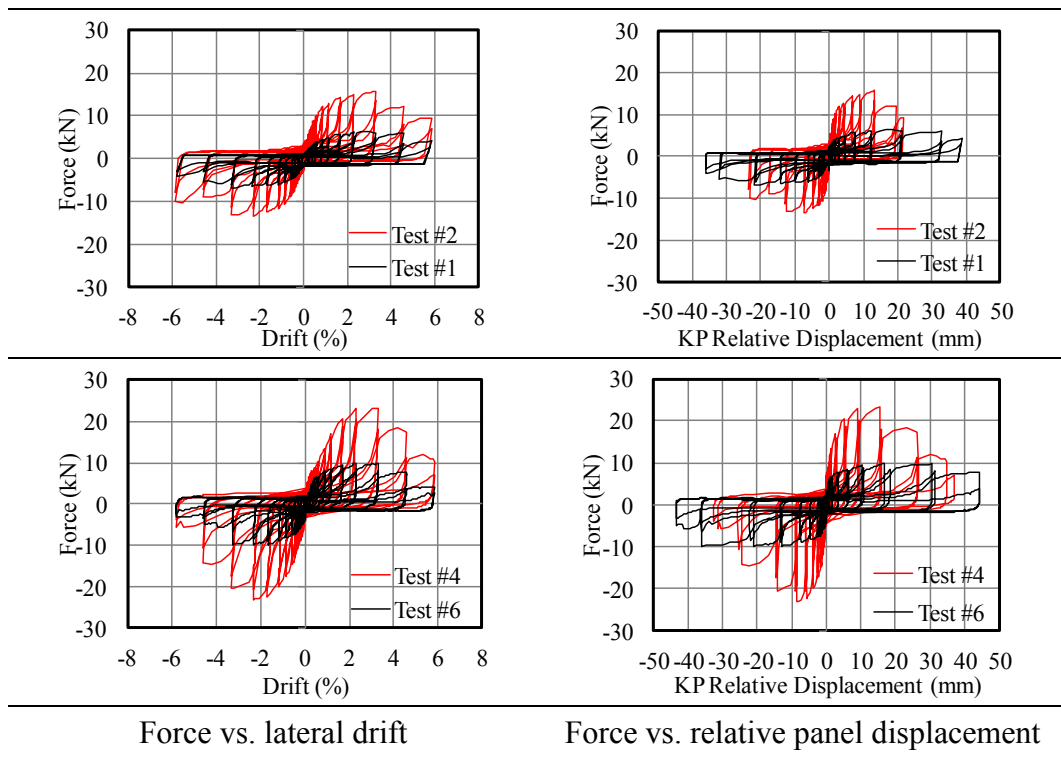 30
20
10
0
-10
-20
-30
Force (kN)
Test #2
Test #1
-8 -6 -4 -2 0 2 4 6 8
Drift (%)
30
20
10
0
-10
-20
-30
Force (kN)
Test #2
Test #1
-50 -40 -30 -20 -10 0 10 20 30 40 50
KP Relative Displacement (mm)
30
20
10
0
-10
-20
-30
Force (kN)
Test #4
Test #6
-8 -6 -4 -2 0 2 4 6 8
Drift (%)
30
20
10
0
-10
-20
-30
Force (kN)
Test #4
Test #6
-50 -40 -30 -20 -10 0 10 20 30 40 50
KP Relative Displacement (mm)
Force vs. lateral drift
Force vs. relative panel displacement